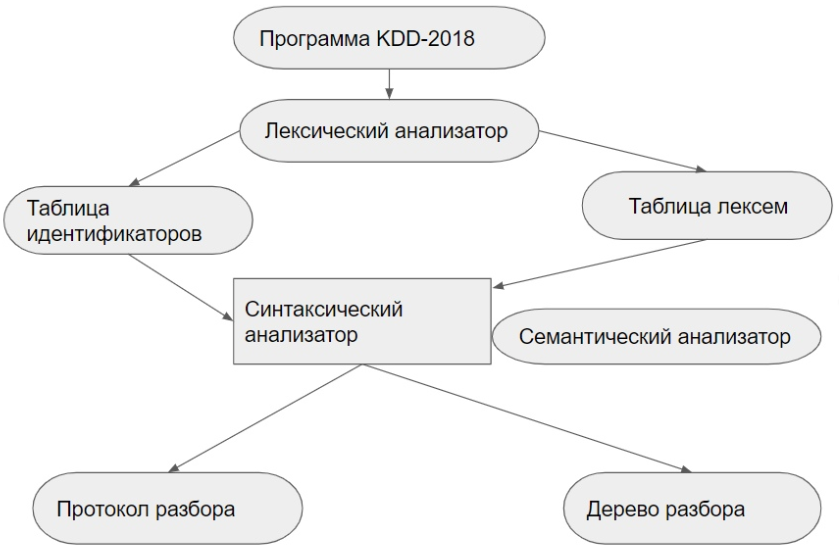 Программа KDD-2018
Лексический анализатор
Таблица
идентификаторов
Таблица лексем
Синтаксический
анализатор
Семантический анализатор
Протокол разбора
Дерево разбора